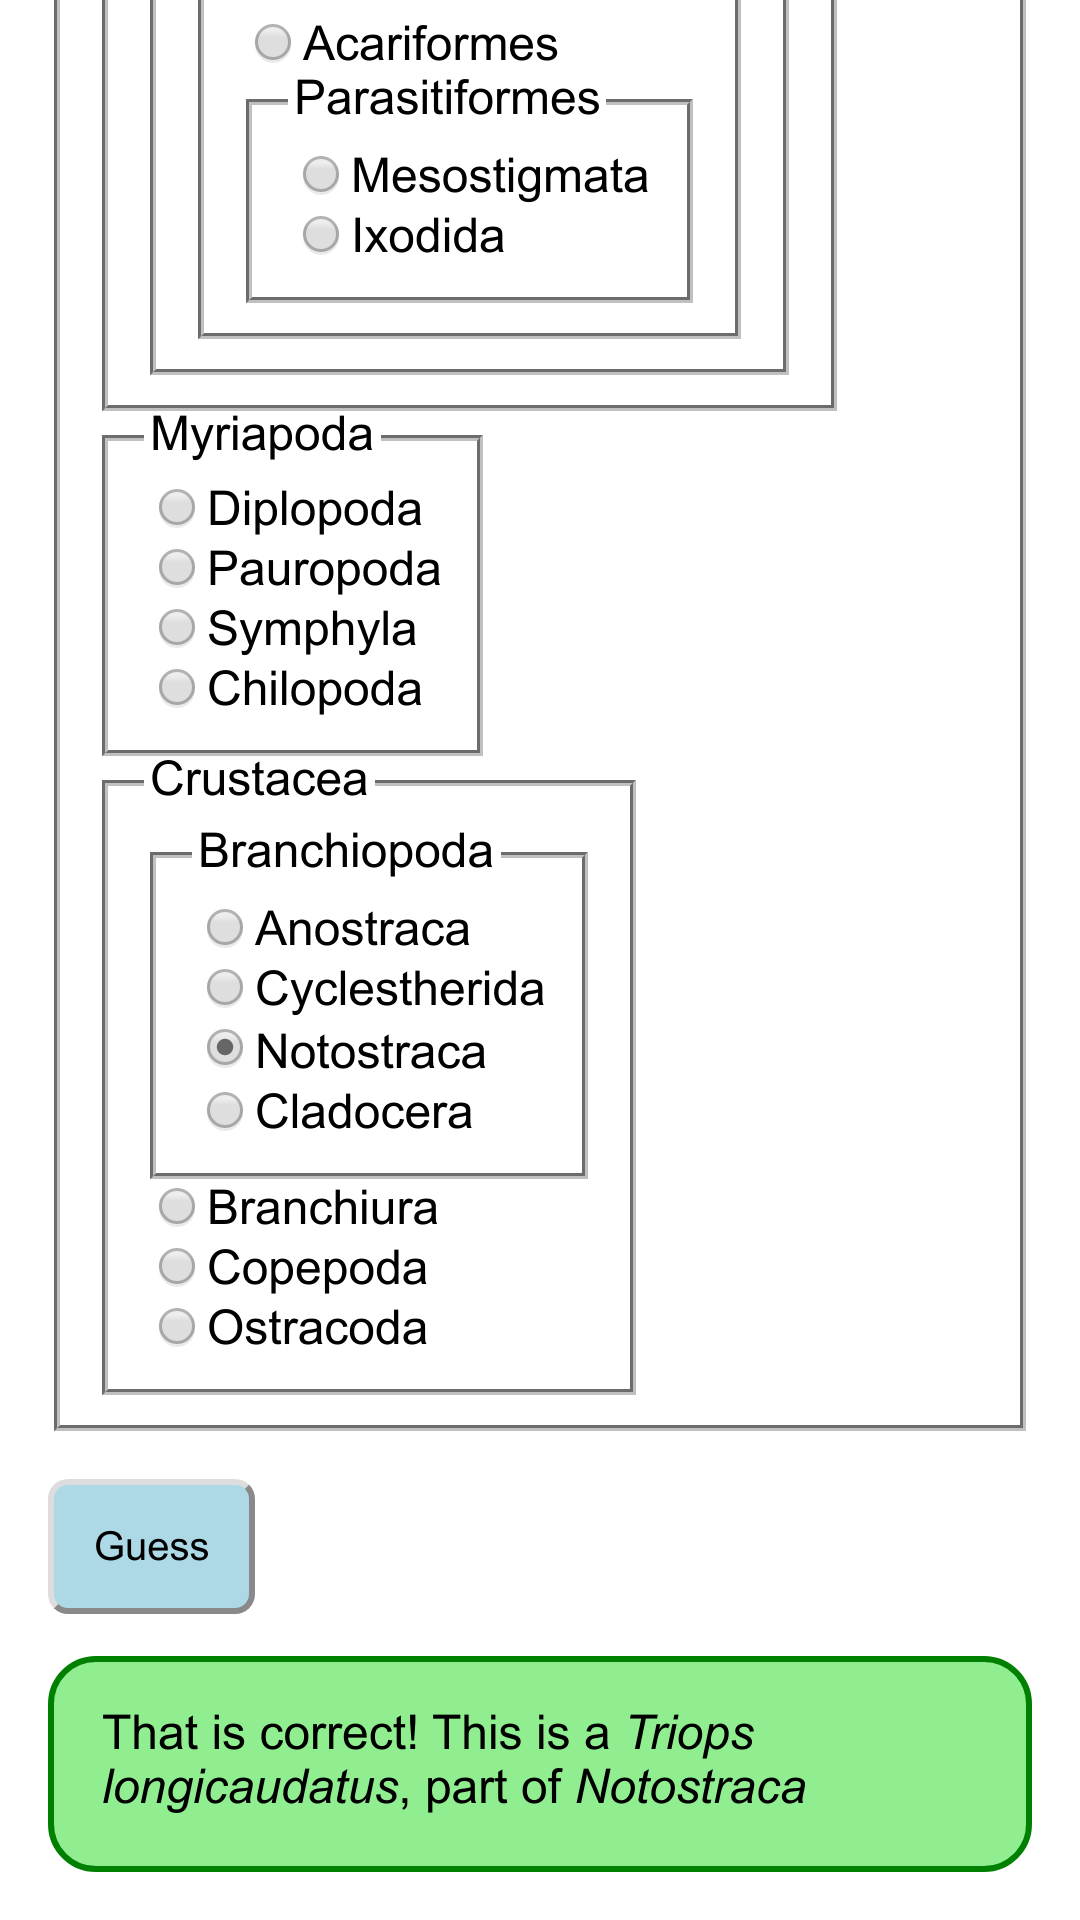 Acariformes
Parasitiformes
Mesostigmata
Ixodida
Myriapoda
Diplopoda
Pauropoda
Symphyla
Chilopoda
Crustacea
Branchiopoda
Anostraca
Cyclestherida
Notostraca
Cladocera
Branchiura
Copepoda
Ostracoda
Guess
That is correct! This is a Triops
longicaudatus, part of Notostraca